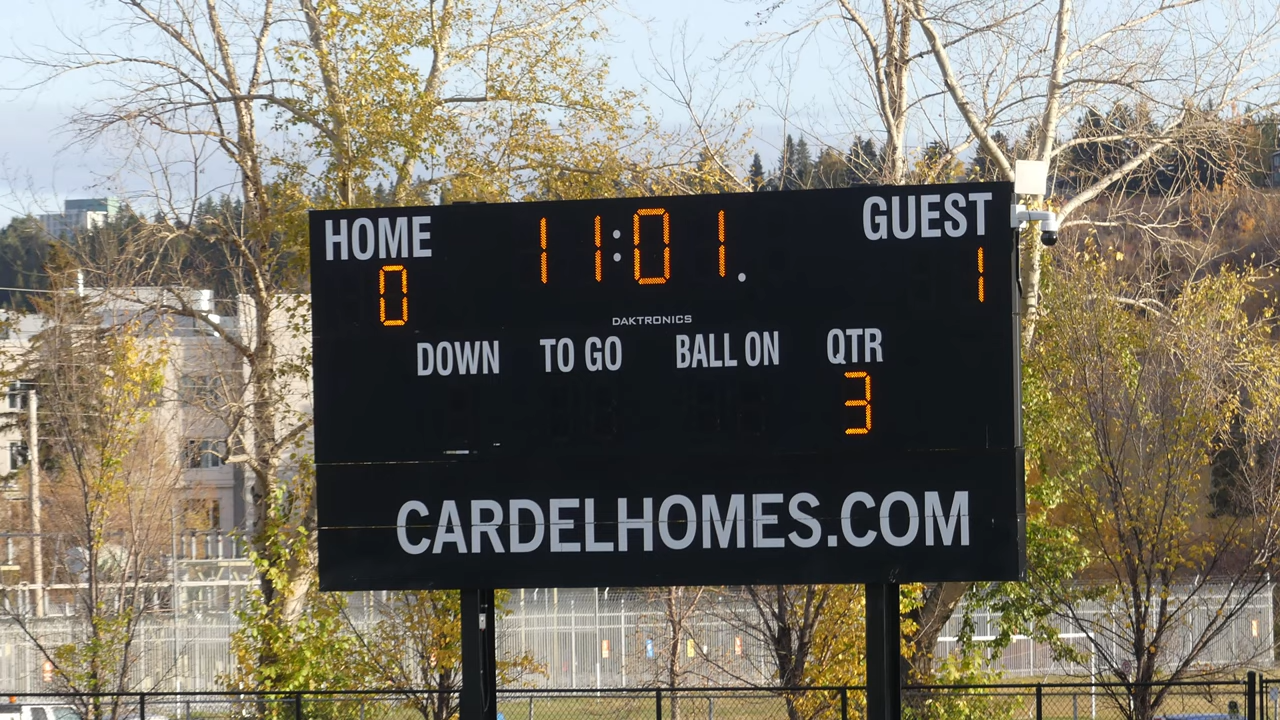 HOME 11:01. GUEST
0 1
DAKTRONICS
DOWN TO GO BALL ON QTR
3
CARDELHOMES.COM